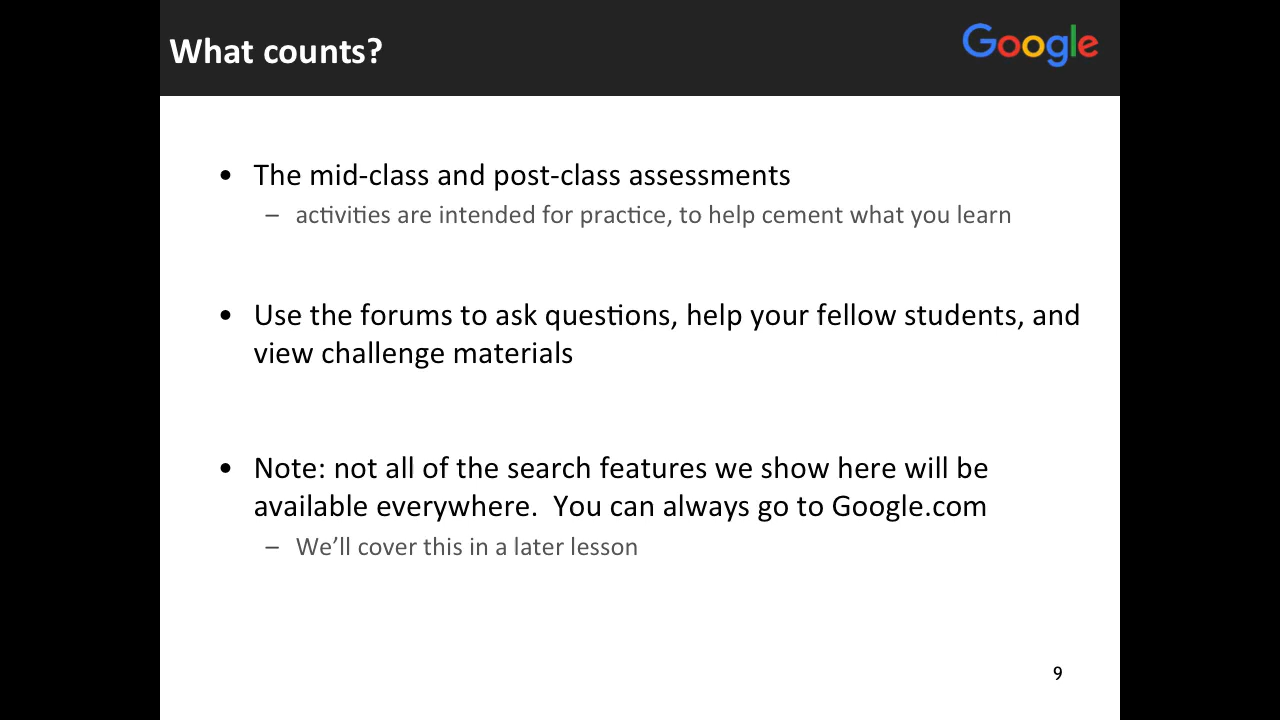 What counts?
Google
• The mid-class and post-class assessments
– activities are intended for practice, to help cement what you learn
• Use the forums to ask questions, help your fellow students, and
view challenge materials
• Note: not all of the search features we show here will be
available everywhere.  You can always go to Google.com
– We’ll cover this in a later lesson
9